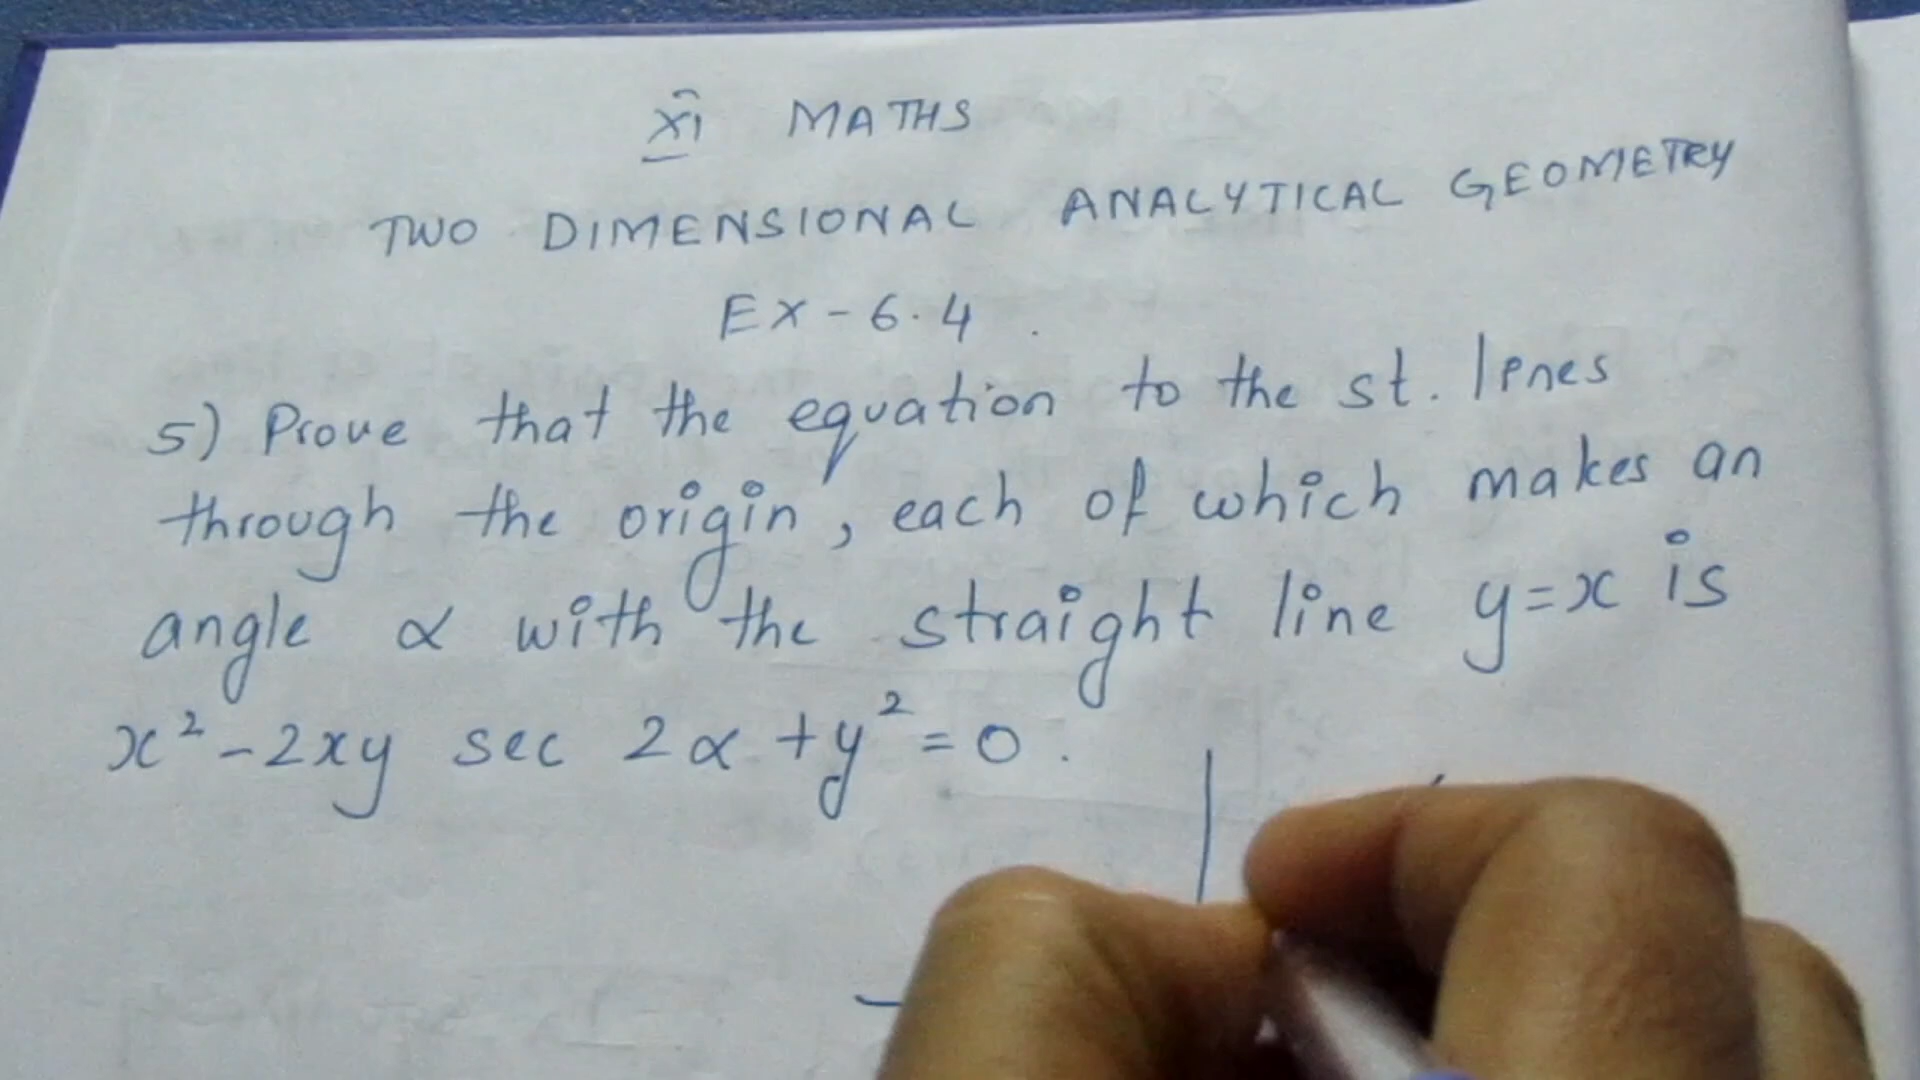 XI MATHS
TWO DIMENSIONAL ANALYTICAL GEOMETRY
EX - 6.4.
5) Prove that the equation to the st. lines
through the origin, each of which makes an
angle α with the straight line y=x is
x² - 2xy sec 2α + y² = 0.